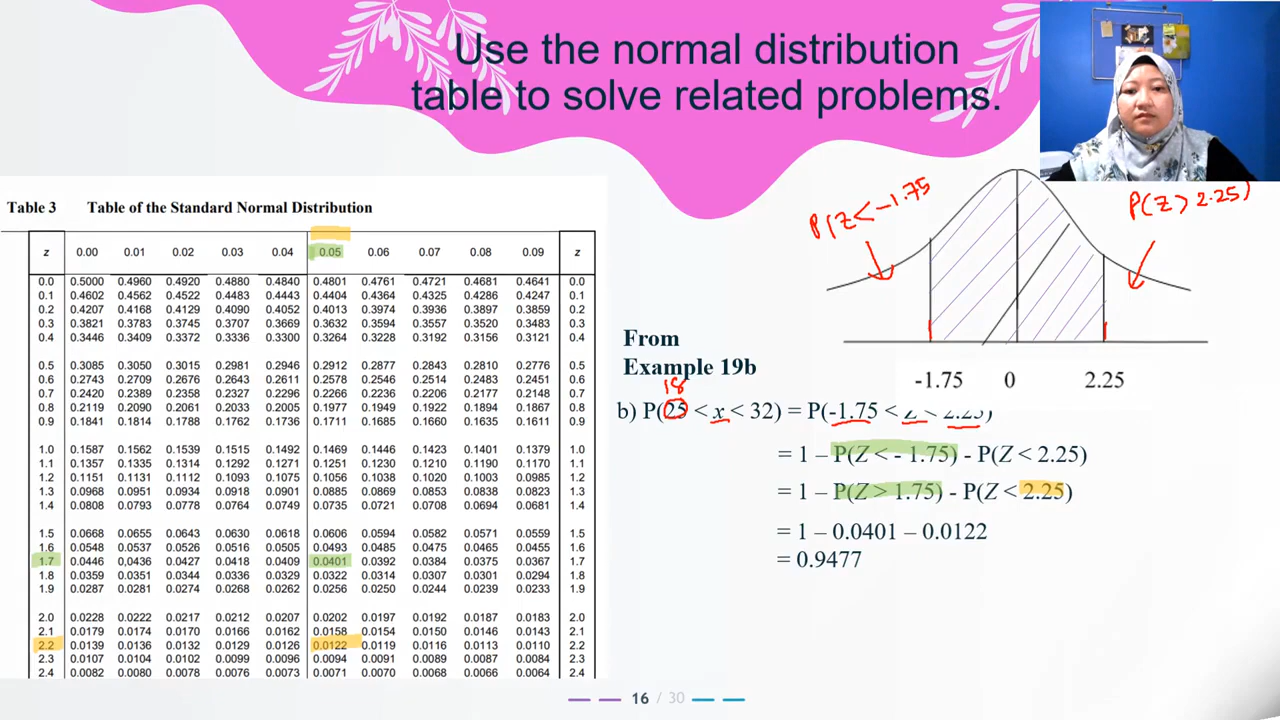 Use the normal distribution
table to solve related problems.
Table 3 Table of the Standard Normal Distribution
z 0.00 0.01 0.02 0.03 0.04 0.05 0.06 0.07 0.08 0.09 z
0.0 0.5000 0.4960 0.4920 0.4880 0.4840 0.4801 0.4761 0.4721 0.4681 0.4641 0.0
0.1 0.4602 0.4562 0.4522 0.4483 0.4443 0.4404 0.4364 0.4325 0.4286 0.4247 0.1
0.2 0.4207 0.4168 0.4129 0.4090 0.4052 0.4013 0.3974 0.3936 0.3897 0.3859 0.2
0.3 0.3821 0.3783 0.3745 0.3707 0.3669 0.3632 0.3594 0.3557 0.3520 0.3483 0.3
0.4 0.3446 0.3409 0.3372 0.3336 0.3300 0.3264 0.3228 0.3192 0.3156 0.3121 0.4
0.5 0.3085 0.3050 0.3015 0.2981 0.2946 0.2912 0.2877 0.2843 0.2810 0.2776 0.5
0.6 0.2743 0.2709 0.2676 0.2643 0.2611 0.2578 0.2546 0.2514 0.2483 0.2451 0.6
0.7 0.2420 0.2389 0.2358 0.2327 0.2296 0.2266 0.2236 0.2206 0.2177 0.2148 0.7
0.8 0.2119 0.2090 0.2061 0.2033 0.2005 0.1977 0.1949 0.1922 0.1894 0.1867 0.8
0.9 0.1841 0.1814 0.1788 0.1762 0.1736 0.1711 0.1685 0.1660 0.1635 0.1611 0.9
1.0 0.1587 0.1562 0.1539 0.1515 0.1492 0.1469 0.1446 0.1423 0.1401 0.1379 1.0
1.1 0.1357 0.1335 0.1314 0.1292 0.1271 0.1251 0.1230 0.1210 0.1190 0.1170 1.1
1.2 0.1151 0.1131 0.1112 0.1093 0.1075 0.1056 0.1038 0.1020 0.1003 0.0985 1.2
1.3 0.0968 0.0951 0.0934 0.0918 0.0901 0.0885 0.0869 0.0853 0.0838 0.0823 1.3
1.4 0.0808 0.0793 0.0778 0.0764 0.0749 0.0735 0.0721 0.0708 0.0694 0.0681 1.4
1.5 0.0668 0.0655 0.0643 0.0630 0.0618 0.0606 0.0594 0.0582 0.0571 0.0559 1.5
1.6 0.0548 0.0537 0.0526 0.0516 0.0505 0.0493 0.0485 0.0475 0.0465 0.0455 1.6
1.7 0.0446 0,0436 0.0427 0.0418 0.0409 0.0401 0.0392 0.0384 0.0375 0.0367 1.7
1.8 0.0359 0.0351 0.0344 0.0336 0.0329 0.0322 0.0314 0.0307 0.0301 0.0294 1.8
1.9 0.0287 0.0281 0.0274 0.0268 0.0262 0.0256 0.0250 0.0244 0.0239 0.0233 1.9
2.0 0.0228 0.0222 0.0217 0.0212 0.0207 0.0202 0.0197 0.0192 0.0187 0.0183 2.0
2.1 0.0179 0.0174 0.0170 0.0166 0.0162 0.0158 0.0154 0.0150 0.0146 0.0143 2.1
2.2 0.0139 0.0136 0.0132 0.0129 0.0126 0.0122 0.0119 0.0116 0.0113 0.0110 2.2
2.3 0.0107 0.0104 0.0102 0.0099 0.0096 0.0094 0.0091 0.0089 0.0087 0.0084 2.3
2.4 0.0082 0.0080 0.0078 0.0076 0.0073 0.0071 0.0070 0.0068 0.0066 0.0064 2.4
P(Z < -1.75
P(Z > 2.25)
-1.75 0 2.25
From
Example 19b
18
b) P(25 < x < 32) = P(-1.75 < Z < 2.25)
= 1 – P(Z < - 1.75) - P(Z < 2.25)
= 1 – P(Z > 1.75) - P(Z < 2.25)
= 1 – 0.0401 – 0.0122
= 0.9477
16 / 30